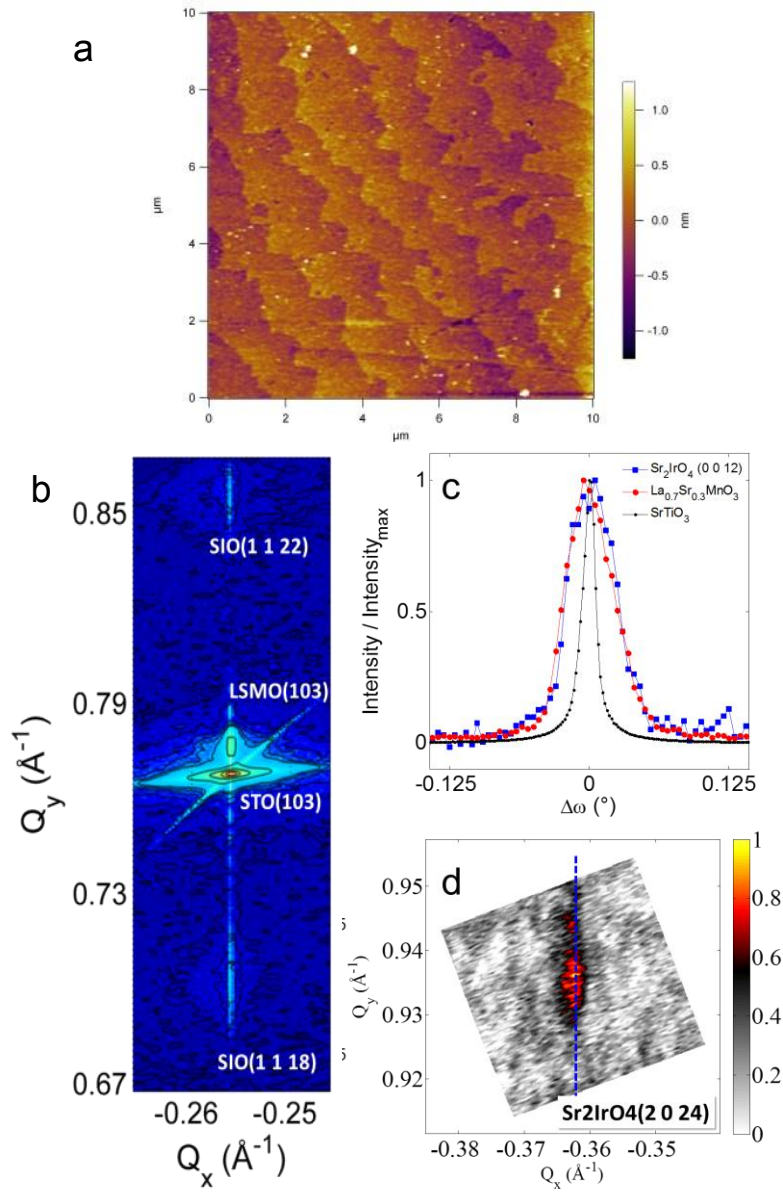 a
10
8
6
4
2
0
µm
0
2
4
6
8
10
µm
1.0
0.5
0.0
-0.5
-1.0
nm
b
0.85
0.79
0.73
0.67
Q_y (Å⁻¹)
SIO(1 1 22)
LSMO(103)
STO(103)
SIO(1 1 18)
-0.26
-0.25
Q_x (Å⁻¹)
c
Sr₂IrO₄ (0 0 12)
La₀.₇Sr₀.₃MnO₃
SrTiO₃
1
0.5
0
Intensity / Intensity_max
-0.125
0
0.125
Δω (°)
5
5
d
0.95
0.94
0.93
0.92
Q_y (Å⁻¹)
Sr2IrO4(2 0 24)
-0.38
-0.37
-0.36
-0.35
Q_x (Å⁻¹)
1
0.8
0.6
0.4
0.2
0